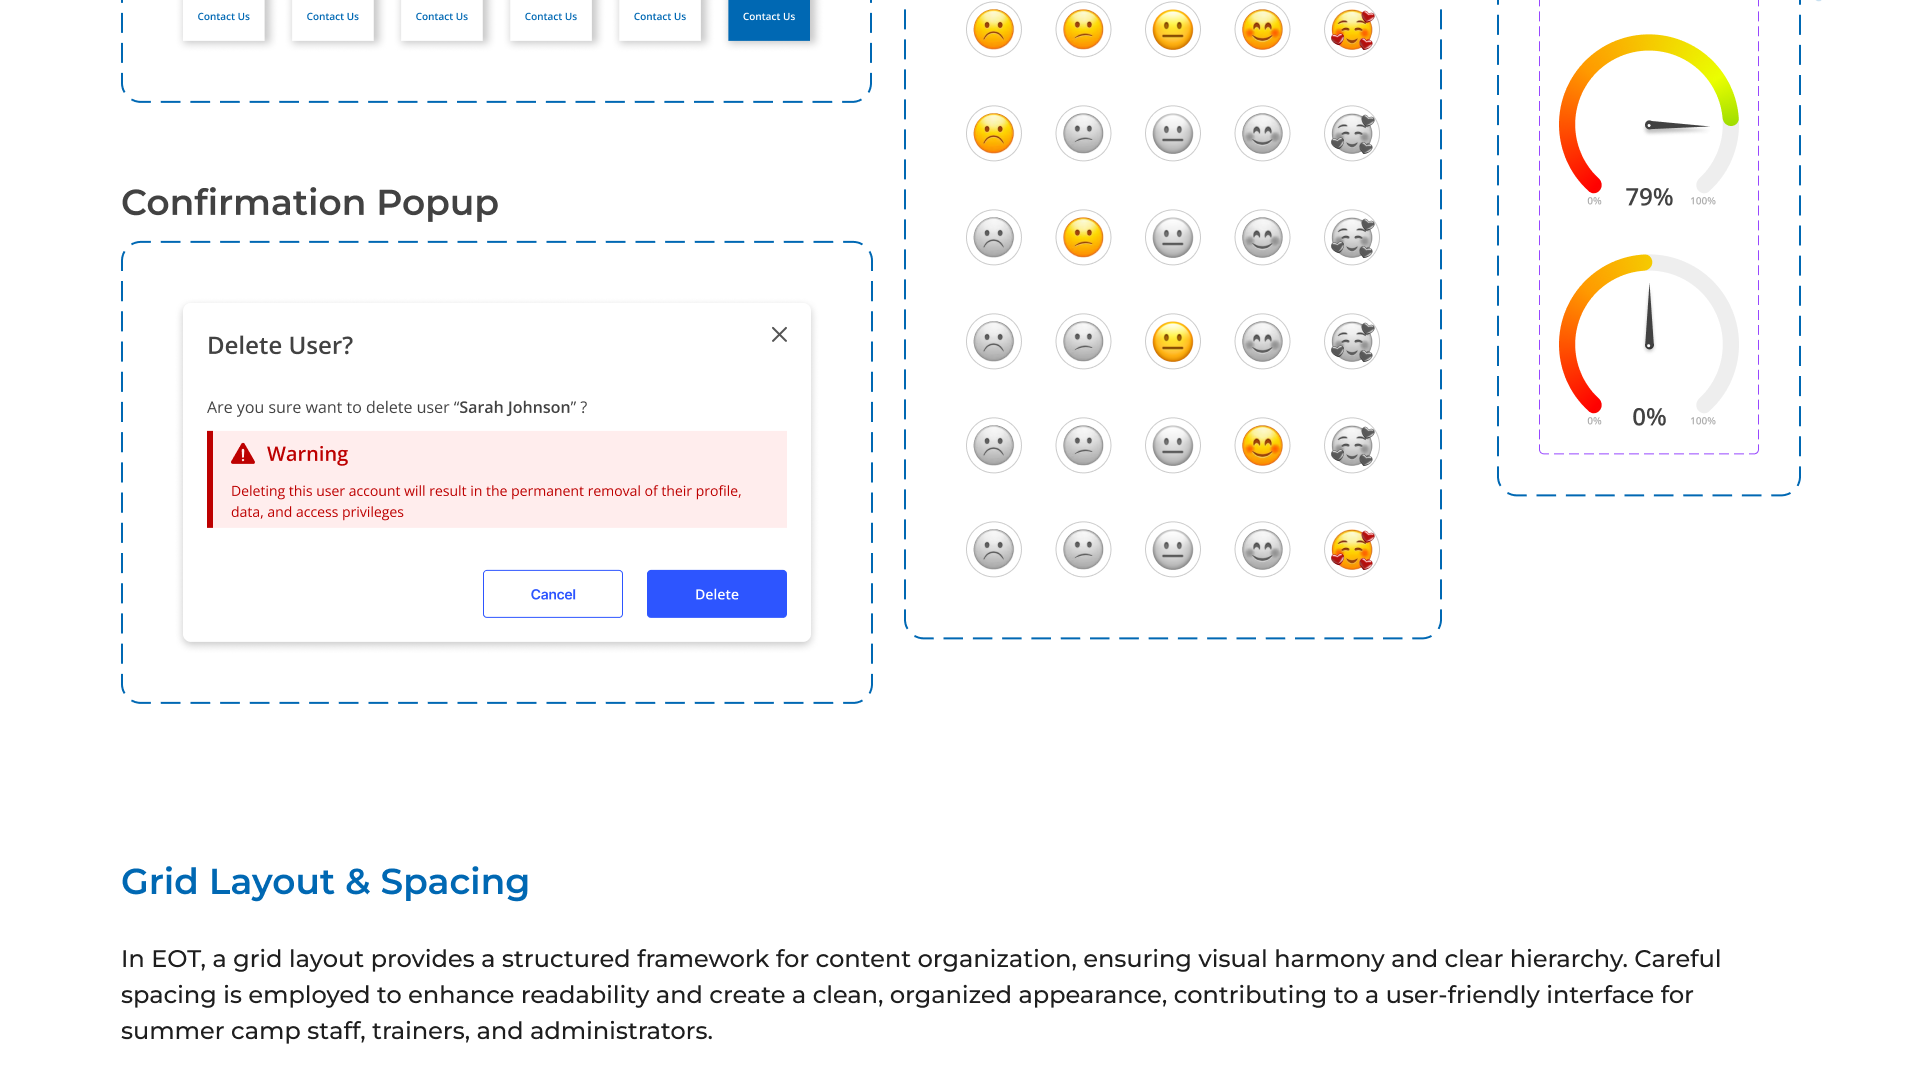 Contact Us
Contact Us
Contact Us
Contact Us
Contact Us
Contact Us
Confirmation Popup
Delete User?
Are you sure want to delete user “Sarah Johnson” ?
Warning
Deleting this user account will result in the permanent removal of their profile,
data, and access privileges
Cancel
Delete
0%
79%
100%
0%
0%
100%
Grid Layout & Spacing
In EOT, a grid layout provides a structured framework for content organization, ensuring visual harmony and clear hierarchy. Careful
spacing is employed to enhance readability and create a clean, organized appearance, contributing to a user-friendly interface for
summer camp staff, trainers, and administrators.